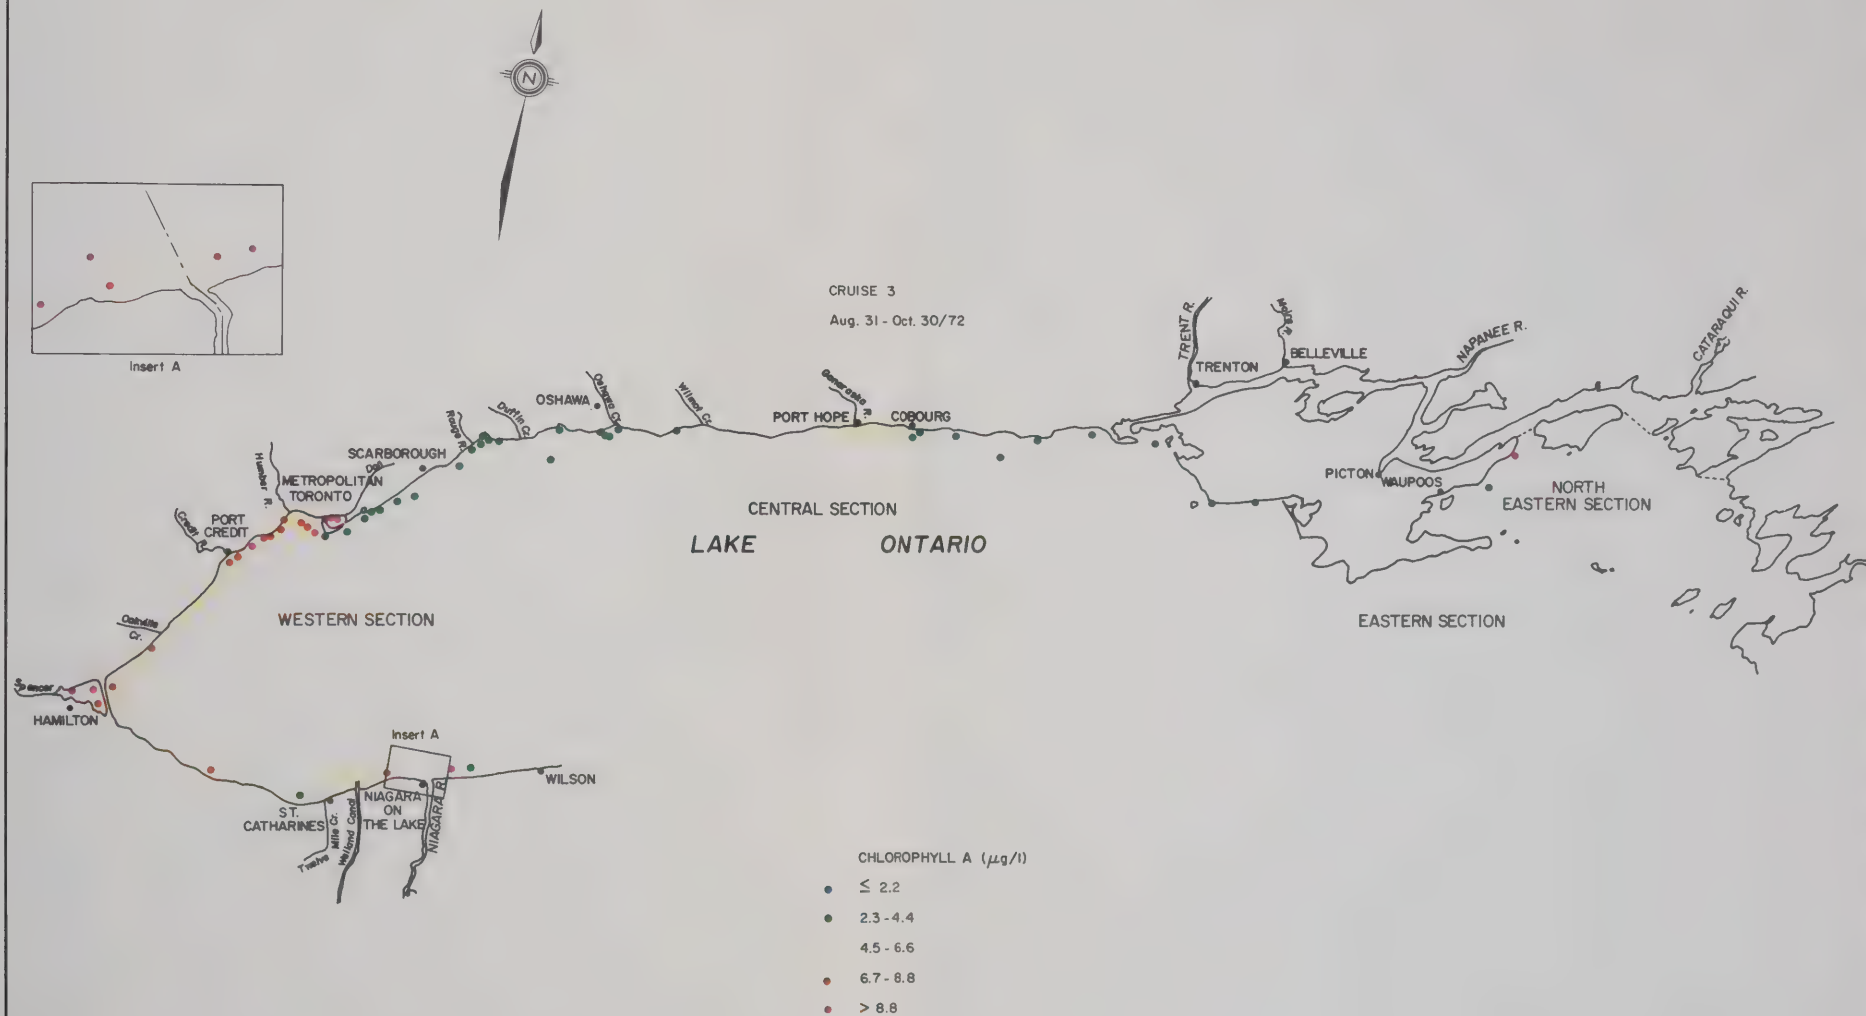 N
Insert A
CRUISE 3
Aug. 31 - Oct. 30/72
TRENT R.
Moira R.
NAPANEE R.
CATARAQUI R.
TRENTON
BELLEVILLE
Oshawa Cr.
OSHAWA
Wilmot Cr.
Ganaraska R.
PORT HOPE
COBOURG
Duffin Cr.
Rouge R.
SCARBOROUGH
Don
Humber R.
METROPOLITAN
TORONTO
PORT
CREDIT
Credit R.
PICTON
WAUPOOS
NORTH
EASTERN SECTION
CENTRAL SECTION
LAKE ONTARIO
WESTERN SECTION
EASTERN SECTION
Oakville
Cr.
Spencer
HAMILTON
Insert A
WILSON
ST.
CATHARINES
Twelve Mile Cr.
Welland Canal
NIAGARA
ON
THE LAKE
NIAGARA R.
CHLOROPHYLL A (µg/l)
≤ 2.2
2.3 - 4.4
4.5 - 6.6
6.7 - 8.8
> 8.8